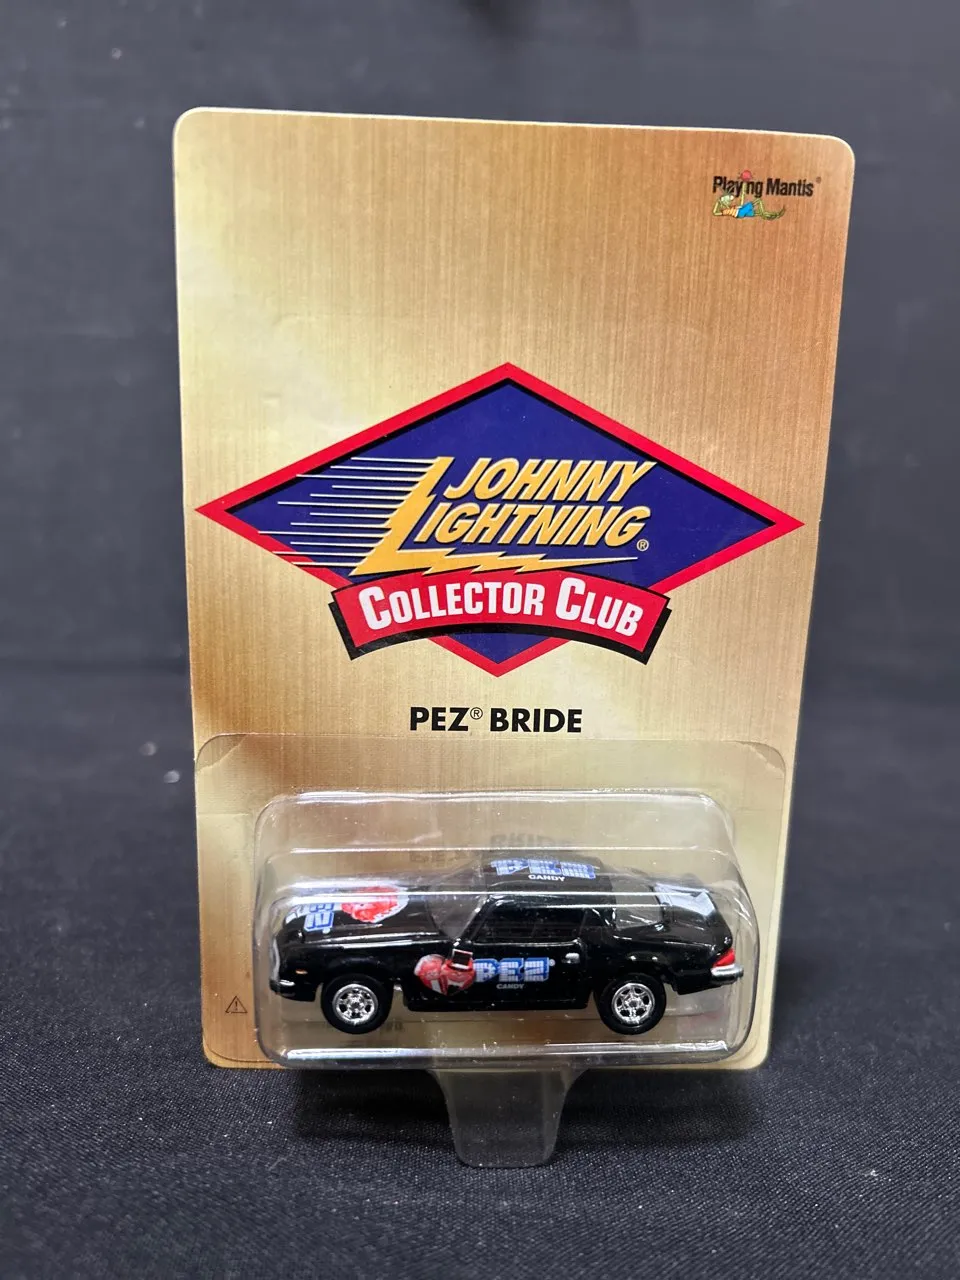 Playing Mantis®
JOHNNY
LIGHTNING®
COLLECTOR CLUB
PEZ® BRIDE
PEZ
CANDY
PEZ®
CANDY